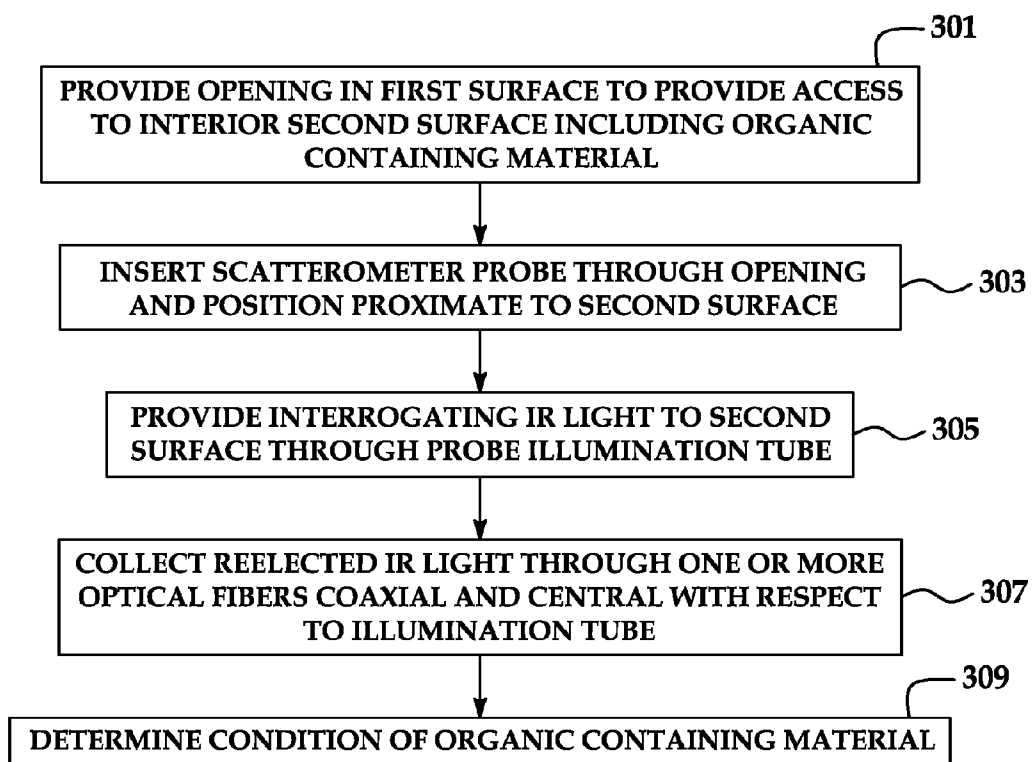 301
PROVIDE OPENING IN FIRST SURFACE TO PROVIDE ACCESS
TO INTERIOR SECOND SURFACE INCLUDING ORGANIC
CONTAINING MATERIAL
INSERT SCATTEROMETER PROBE THROUGH OPENING
AND POSITION PROXIMATE TO SECOND SURFACE
303
PROVIDE INTERROGATING IR LIGHT TO SECOND
SURFACE THROUGH PROBE ILLUMINATION TUBE
305
COLLECT REELECTED IR LIGHT THROUGH ONE OR MORE
OPTICAL FIBERS COAXIAL AND CENTRAL WITH RESPECT
TO ILLUMINATION TUBE
307
309
DETERMINE CONDITION OF ORGANIC CONTAINING MATERIAL